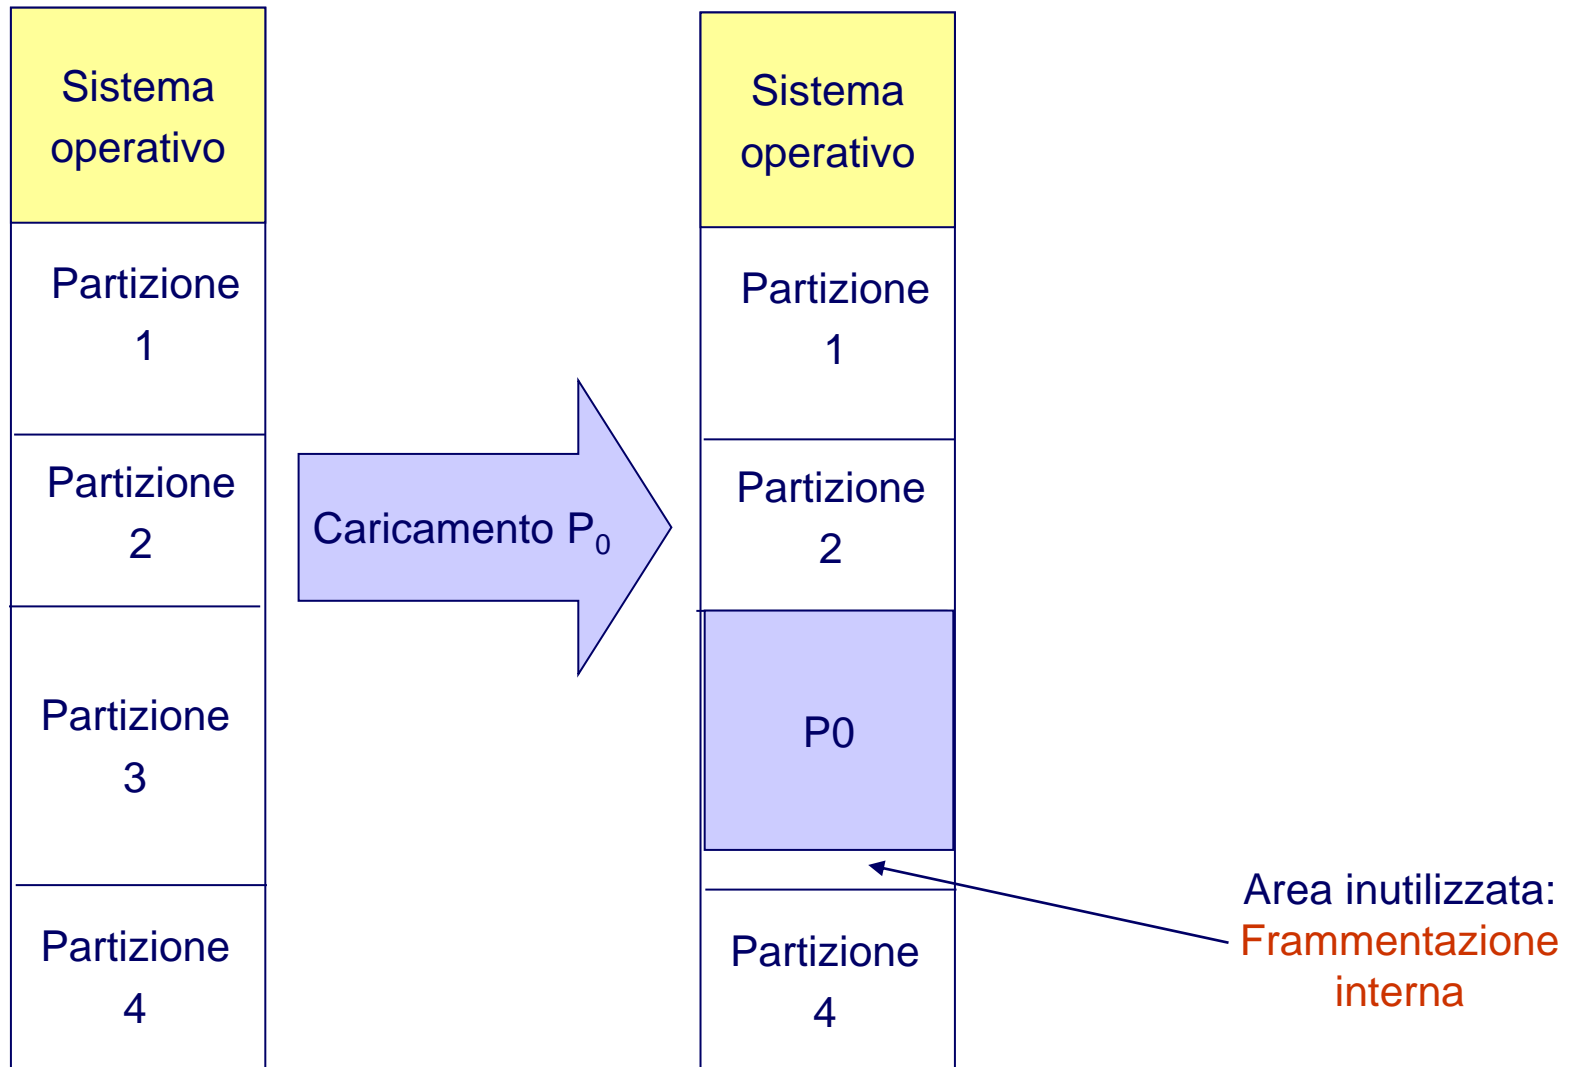 Sistema
operativo
Partizione
1
Partizione
2
Partizione
3
Partizione
4
Caricamento P₀
Sistema
operativo
Partizione
1
Partizione
2
P0
Partizione
4
Area inutilizzata:
Frammentazione
interna